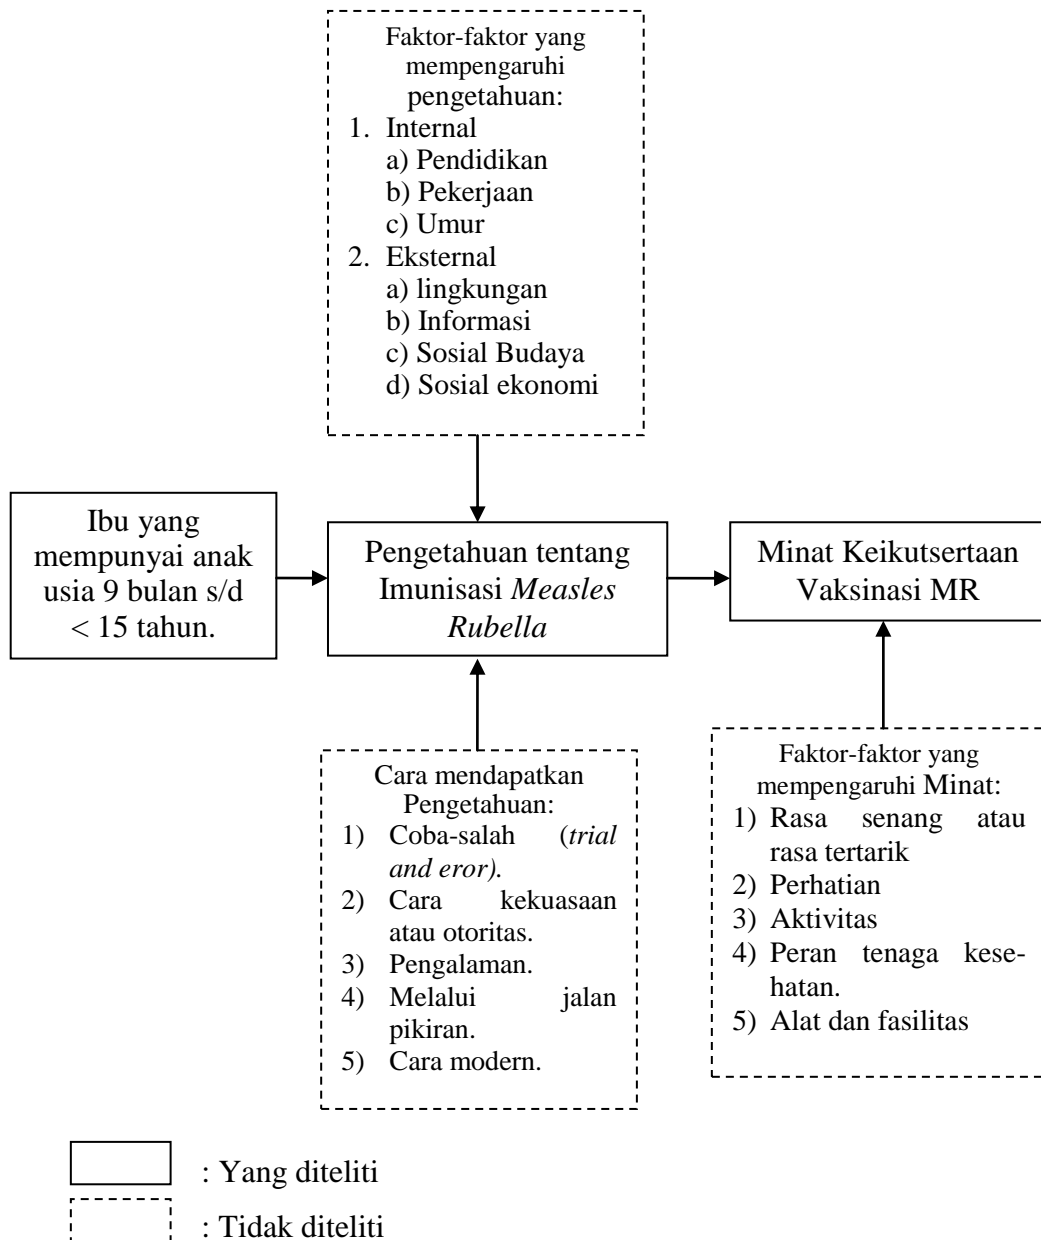 Faktor-faktor yang
mempengaruhi
pengetahuan:
1. Internal
a) Pendidikan
b) Pekerjaan
c) Umur
2. Eksternal
a) lingkungan
b) Informasi
c) Sosial Budaya
d) Sosial ekonomi
Ibu yang
mempunyai anak
usia 9 bulan s/d
< 15 tahun.
Pengetahuan tentang
Imunisasi Measles
Rubella
Minat Keikutsertaan
Vaksinasi MR
Cara mendapatkan
Pengetahuan:
1) Coba-salah (trial
and eror).
2) Cara kekuasaan
atau otoritas.
3) Pengalaman.
4) Melalui jalan
pikiran.
5) Cara modern.
Faktor-faktor yang
mempengaruhi Minat:
1) Rasa senang atau
rasa tertarik
2) Perhatian
3) Aktivitas
4) Peran tenaga kese-
hatan.
5) Alat dan fasilitas
: Yang diteliti
: Tidak diteliti